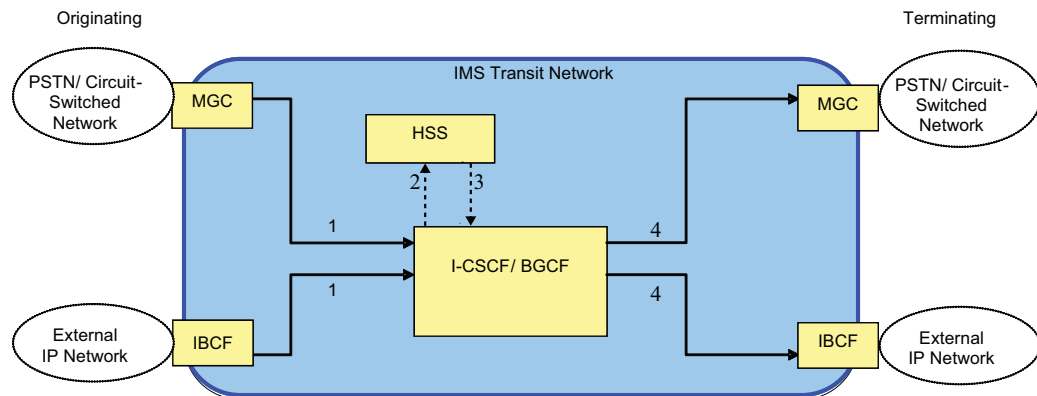 Originating
Terminating
PSTN/ Circuit-
Switched
Network
MGC
IMS Transit Network
MGC
PSTN/ Circuit-
Switched
Network
HSS
2
3
1
4
I-CSCF/ BGCF
1
4
External
IP Network
IBCF
IBCF
External
IP Network